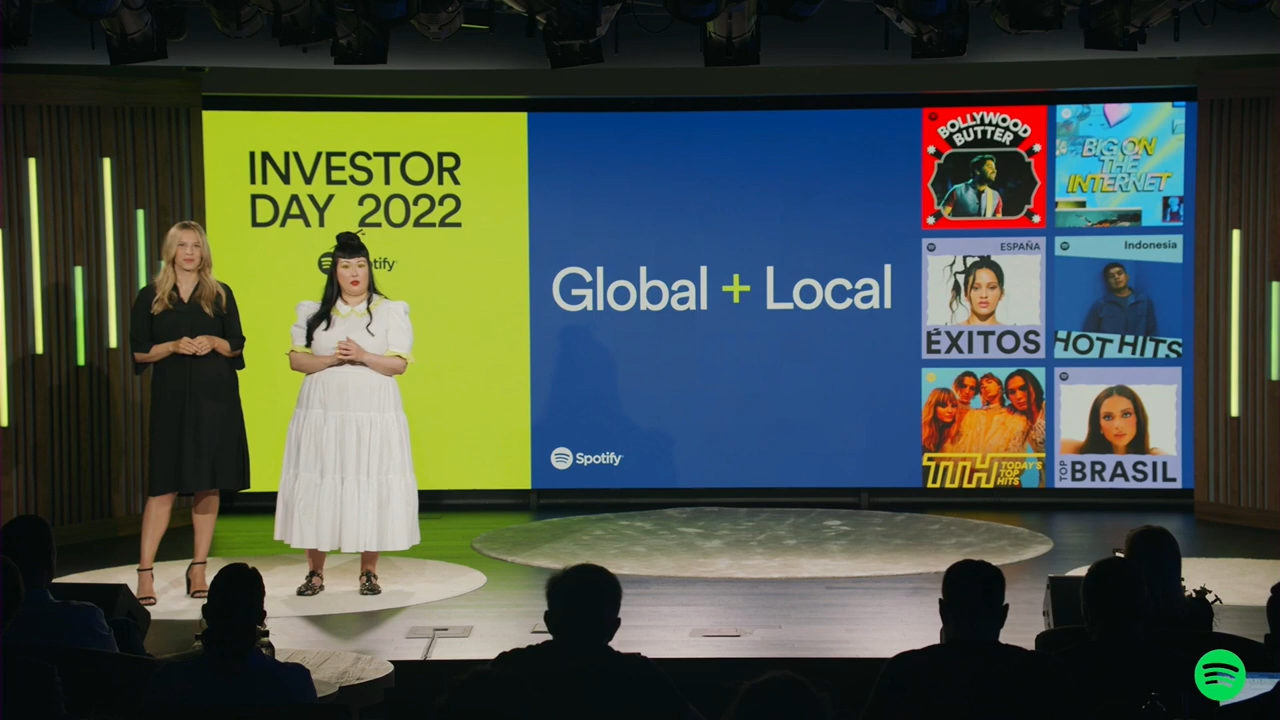 INVESTOR
DAY 2022
Global + Local
Spotify
BOLLYWOOD
BUTTER
BIG ON
THE
INTERNET
ESPAÑA
ÉXITOS
Indonesia
HOT HITS
TTH TODAY'S
TOP
HITS
TOP BRASIL